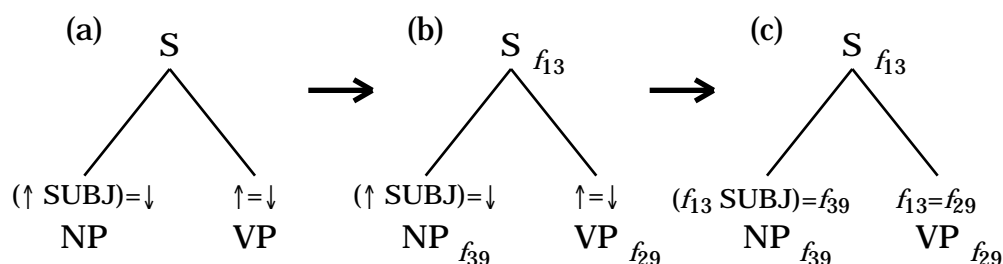 (a) (b) (c)
S S f13 S f13
(↑ SUBJ)=↓ ↑=↓ (↑ SUBJ)=↓ ↑=↓ (f13 SUBJ)=f39 f13=f29
NP VP NP f39 VP f29 NP f39 VP f29